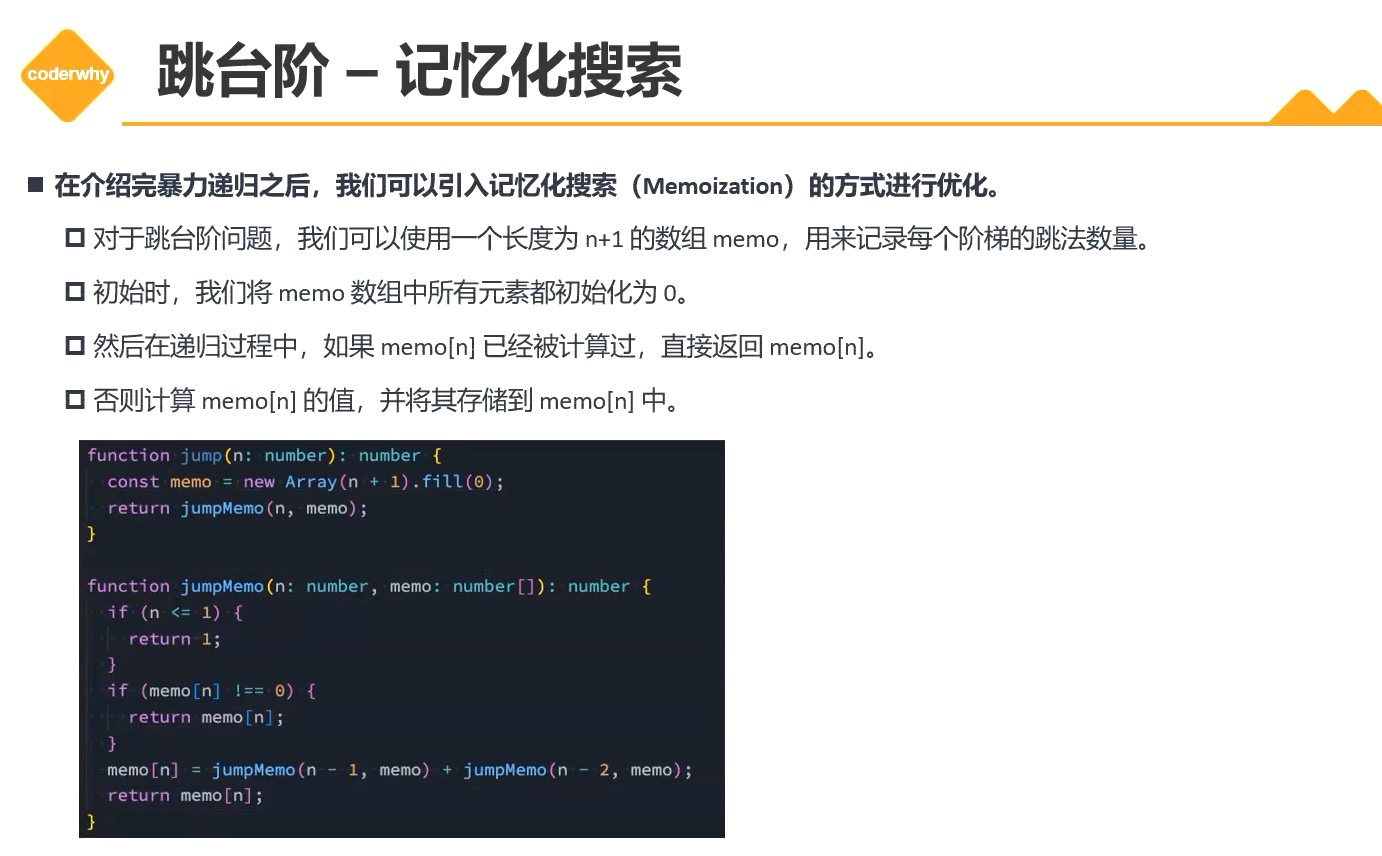 coderwhy
跳台阶 – 记忆化搜索
在介绍完暴力递归之后，我们可以引入记忆化搜索（Memoization）的方式进行优化。
对于跳台阶问题，我们可以使用一个长度为 n+1 的数组 memo，用来记录每个阶梯的跳法数量。
初始时，我们将 memo 数组中所有元素都初始化为 0。
然后在递归过程中，如果 memo[n] 已经被计算过，直接返回 memo[n]。
否则计算 memo[n] 的值，并将其存储到 memo[n] 中。
function jump(n: number): number {
  const memo = new Array(n + 1).fill(0);
  return jumpMemo(n, memo);
}

function jumpMemo(n: number, memo: number[]): number {
  if (n <= 1) {
    return 1;
  }
  if (memo[n] !== 0) {
    return memo[n];
  }
  memo[n] = jumpMemo(n - 1, memo) + jumpMemo(n - 2, memo);
  return memo[n];
}